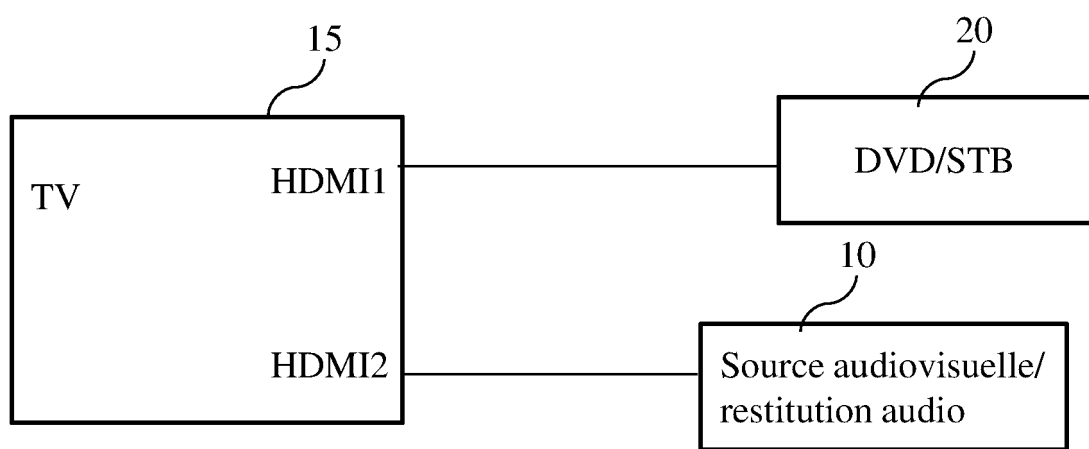 15
20
TV
HDMI1
DVD/STB
10
HDMI2
Source audiovisuelle/
restitution audio